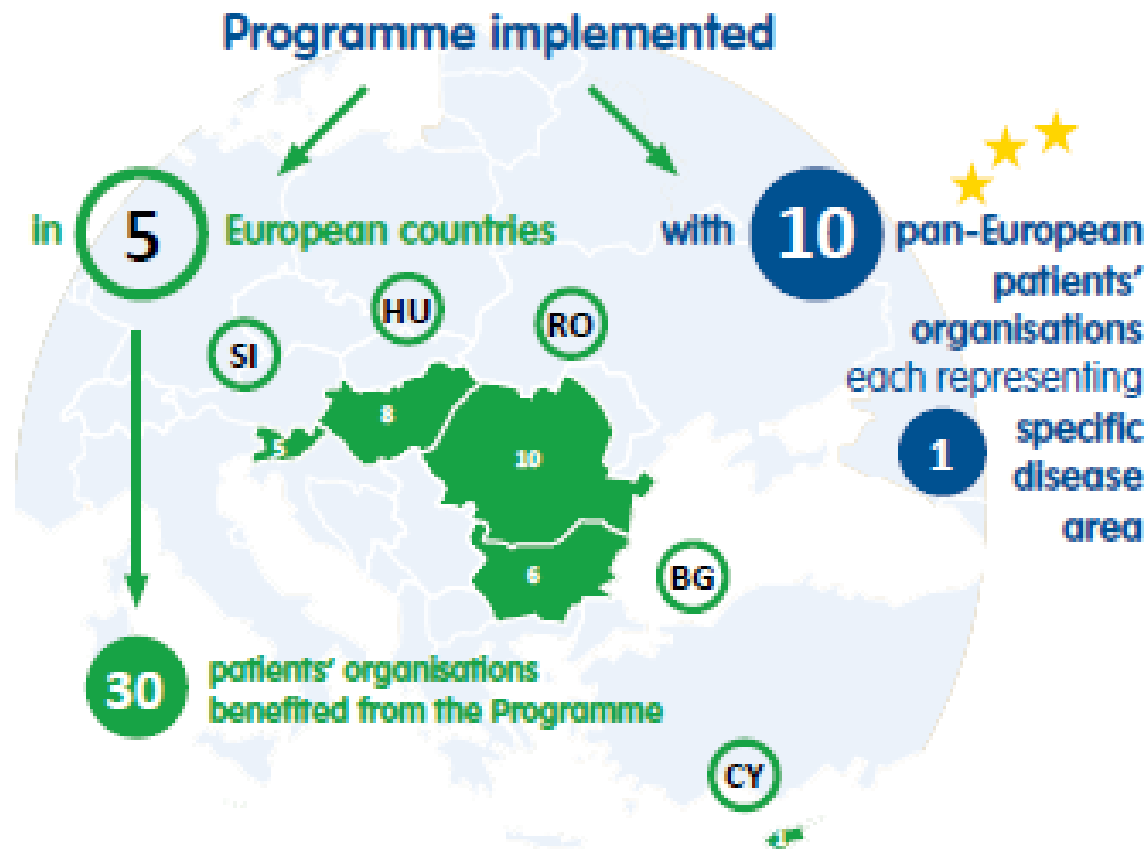 Programme implemented
in 5 European countries
with 10 pan-European
patients'
organisations
each representing
1 specific
disease
area
HU
RO
SI
8
10
6
BG
30 patients' organisations
benefited from the Programme
CY